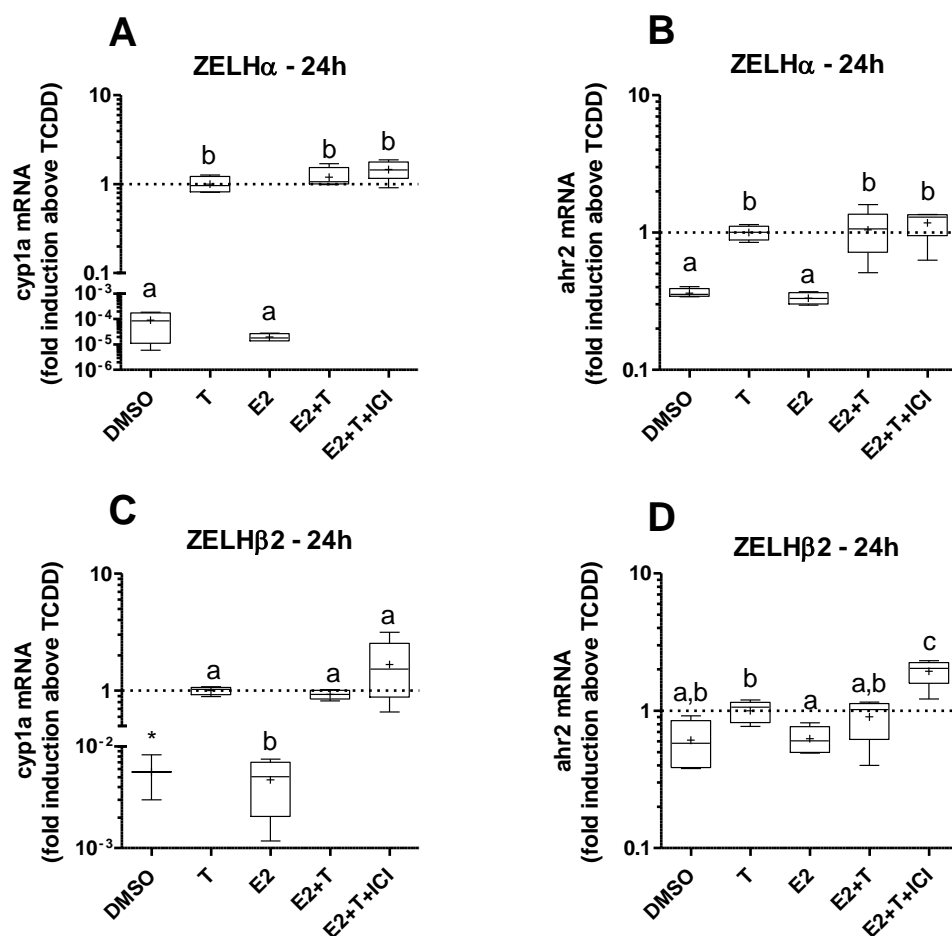 A
ZELHα - 24h
cyp1a mRNA
(fold induction above TCDD)
10
1
0.1
10⁻³
10⁻⁴
10⁻⁵
10⁻⁶
a
b
a
b
b
DMSO
T
E2
E2+T
E2+T+ICI
B
ZELHα - 24h
ahr2 mRNA
(fold induction above TCDD)
10
1
0.1
a
b
a
b
b
DMSO
T
E2
E2+T
E2+T+ICI
C
ZELHβ2 - 24h
cyp1a mRNA
(fold induction above TCDD)
10
1
10⁻²
10⁻³
*
a
b
a
a
DMSO
T
E2
E2+T
E2+T+ICI
D
ZELHβ2 - 24h
ahr2 mRNA
(fold induction above TCDD)
10
1
0.1
a,b
b
a
a,b
c
DMSO
T
E2
E2+T
E2+T+ICI